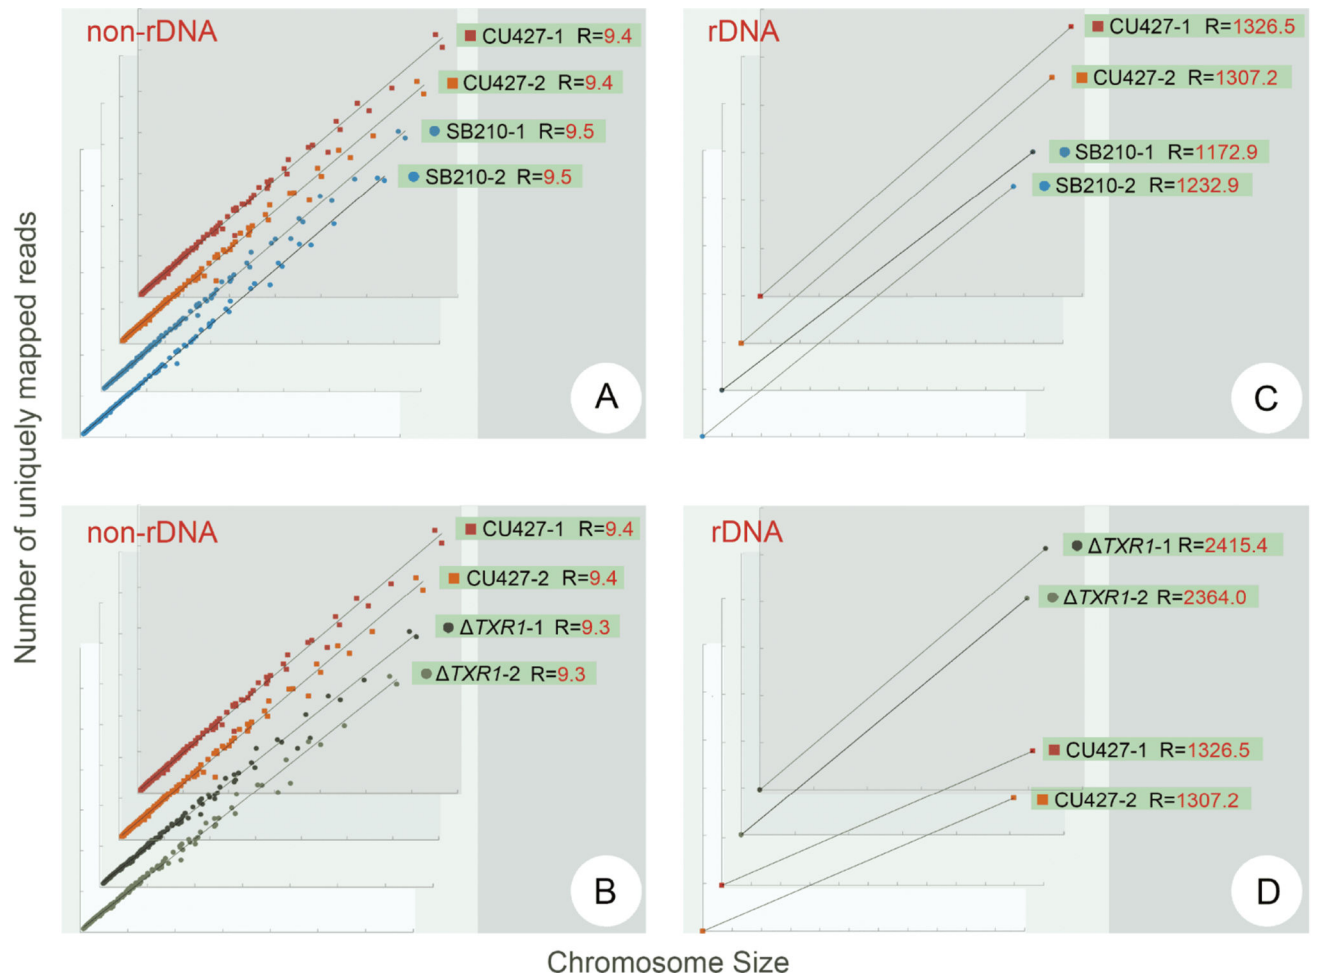 Number of uniquely mapped reads
non-rDNA
CU427-1 R=9.4
CU427-2 R=9.4
SB210-1 R=9.5
SB210-2 R=9.5
A
rDNA
CU427-1 R=1326.5
CU427-2 R=1307.2
SB210-1 R=1172.9
SB210-2 R=1232.9
C
non-rDNA
CU427-1 R=9.4
CU427-2 R=9.4
ΔTXR1-1 R=9.3
ΔTXR1-2 R=9.3
B
rDNA
ΔTXR1-1 R=2415.4
ΔTXR1-2 R=2364.0
CU427-1 R=1326.5
CU427-2 R=1307.2
D
Chromosome Size